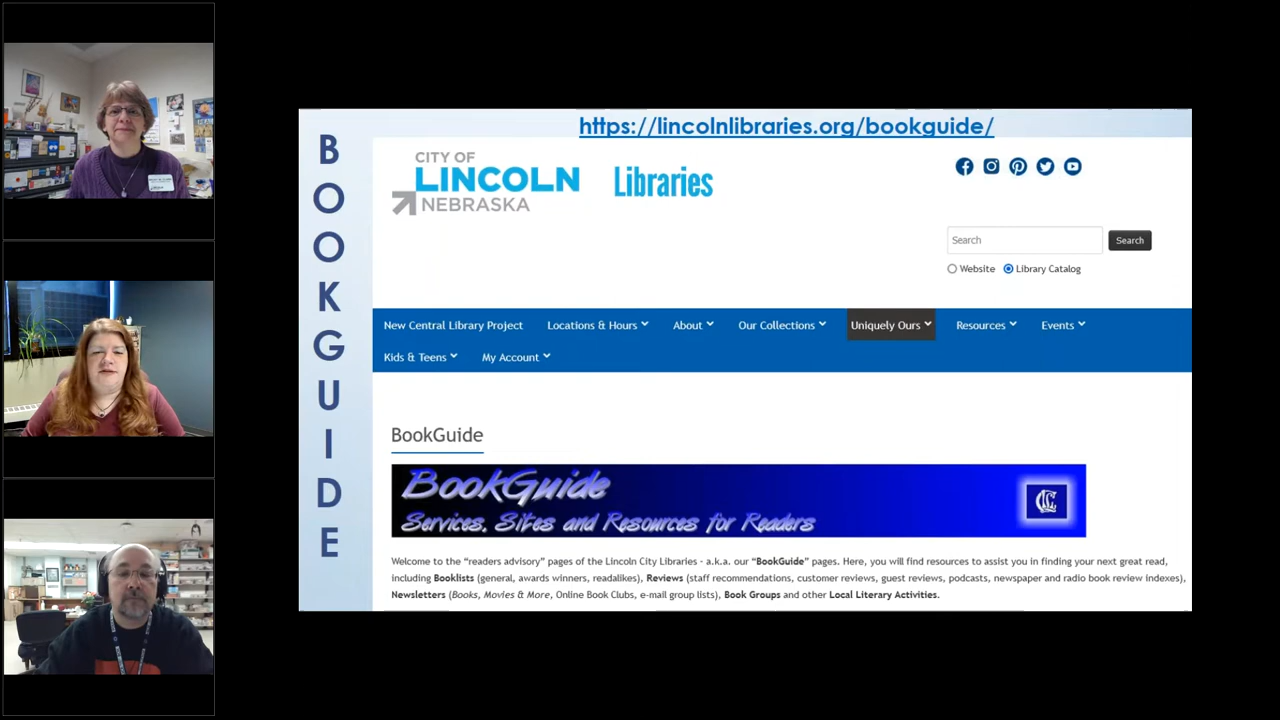 https://lincolnlibraries.org/bookguide/
BOOKGUIDE
CITY OF
LINCOLN
NEBRASKA
Libraries
Search
Search
Website
Library Catalog
New Central Library Project
Locations & Hours
About
Our Collections
Uniquely Ours
Resources
Events
Kids & Teens
My Account
BookGuide
BookGuide
Services, Sites and Resources for Readers
Welcome to the “readers advisory” pages of the Lincoln City Libraries - a.k.a. our “BookGuide” pages. Here, you will find resources to assist you in finding your next great read,
including Booklists (general, awards winners, readalikes), Reviews (staff recommendations, customer reviews, guest reviews, podcasts, newspaper and radio book review indexes),
Newsletters (Books, Movies & More, Online Book Clubs, e-mail group lists), Book Groups and other Local Literary Activities.